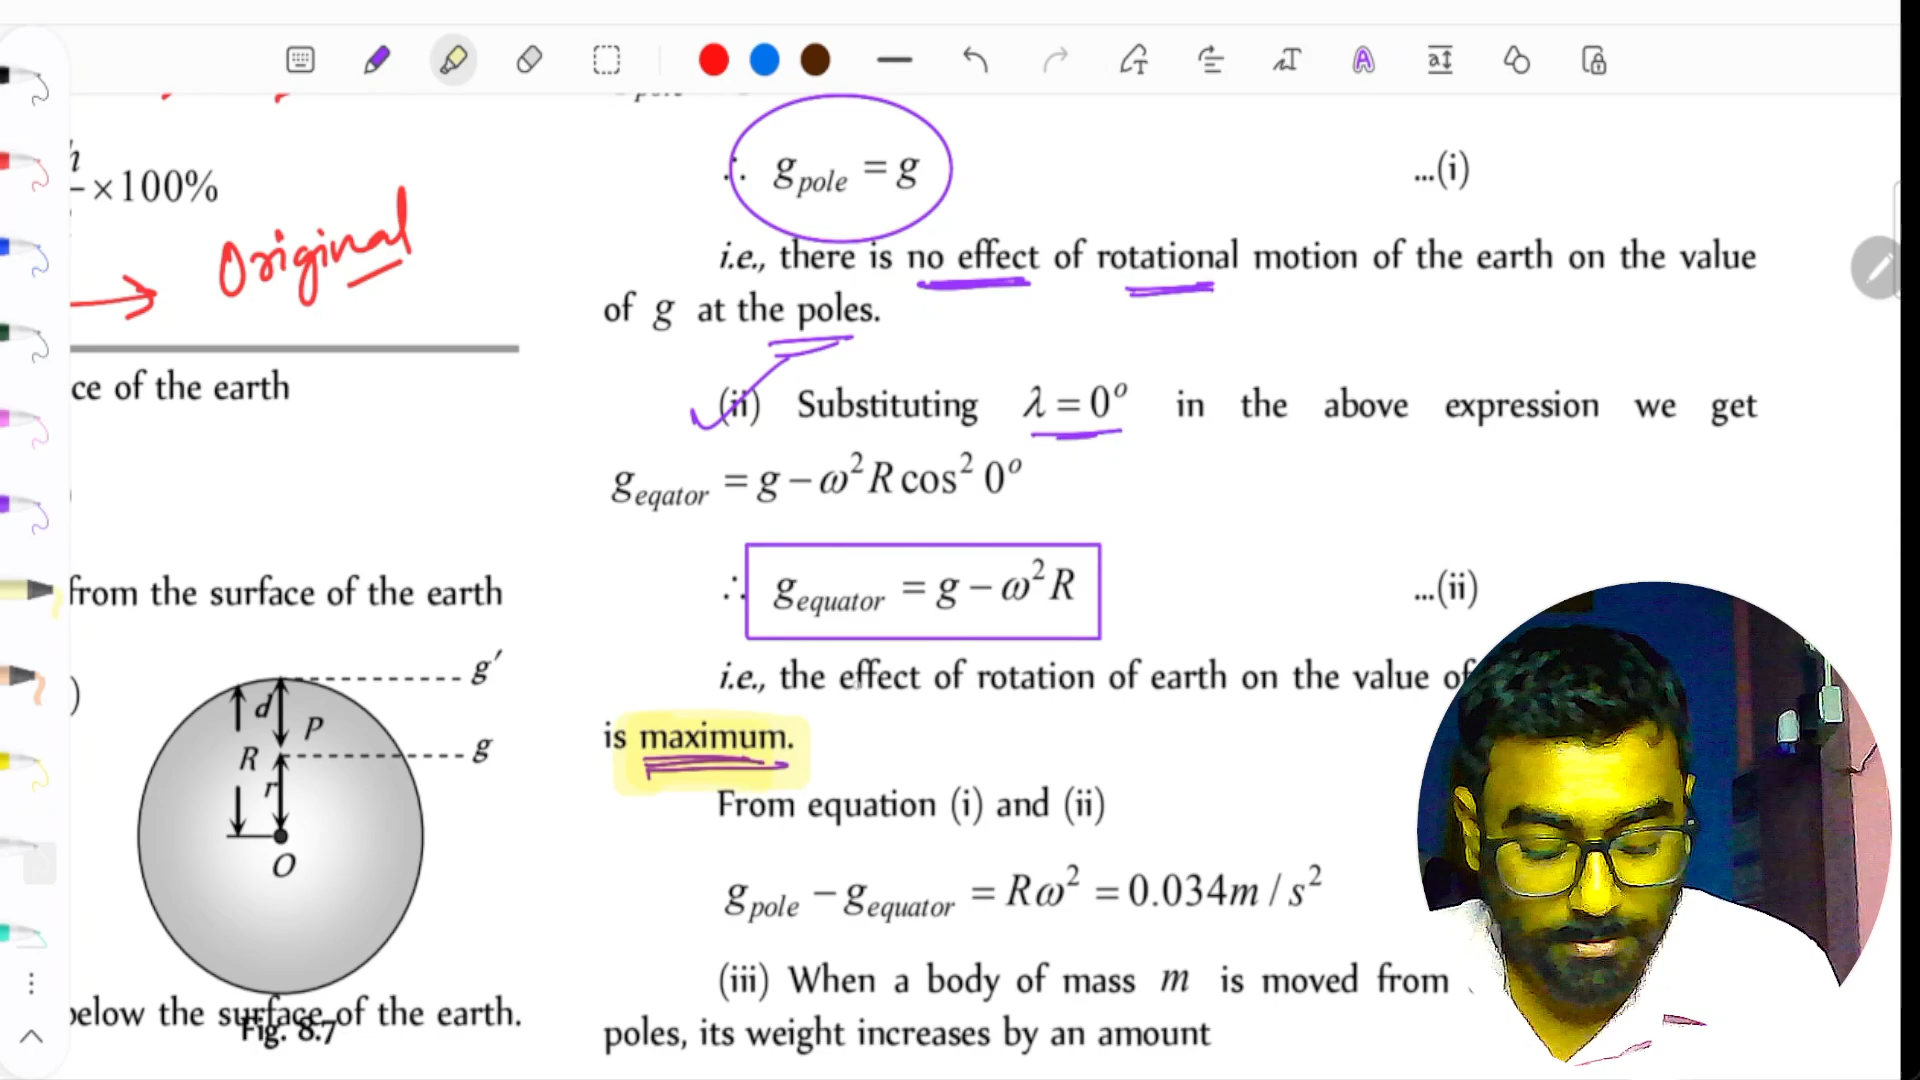 h
×100%
Original
ce of the earth
from the surface of the earth
)
g′
d
P
R
g
r
O
below the surface of the earth.
Fig. 8.7
∴ g_pole = g ...(i)
i.e., there is no effect of rotational motion of the earth on the value
of g at the poles.
(ii) Substituting λ = 0° in the above expression we get
g_eqator = g − ω² R cos² 0°
∴ g_equator = g − ω² R ...(ii)
i.e., the effect of rotation of earth on the value of
is maximum.
From equation (i) and (ii)
g_pole − g_equator = Rω² = 0.034m / s²
(iii) When a body of mass m is moved from
poles, its weight increases by an amount